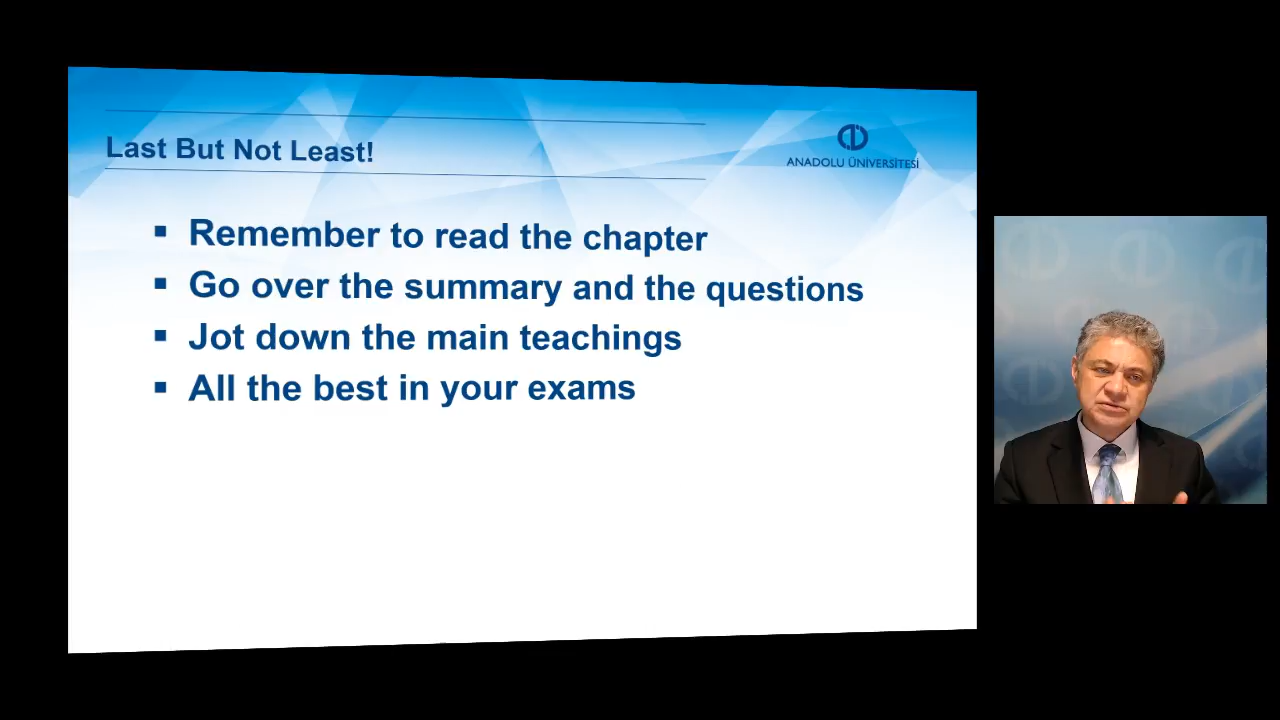 Last But Not Least!
ANADOLU ÜNİVERSİTESİ
▪ Remember to read the chapter
▪ Go over the summary and the questions
▪ Jot down the main teachings
▪ All the best in your exams